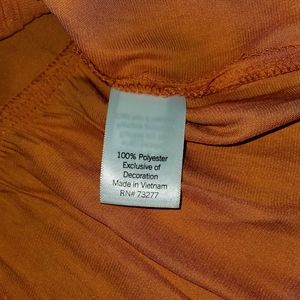 100% Polyester
Exclusive of
Decoration
Made in Vietnam
RN# 73277